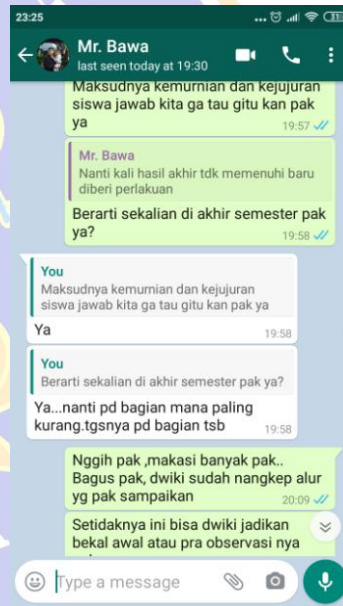 23:25
Mr. Bawa
last seen today at 19:30
Maksudnya kemurnian dan kejujuran
siswa jawab kita ga tau gitu kan pak
ya
19:57
Mr. Bawa
Nanti kali hasil akhir tdk memenuhi baru
diberi perlakuan
Berarti sekalian di akhir semester pak
ya?
19:58
You
Maksudnya kemurnian dan kejujuran
siswa jawab kita ga tau gitu kan pak ya
Ya
19:58
You
Berarti sekalian di akhir semester pak ya?
Ya...nanti pd bagian mana paling
kurang.tgsnya pd bagian tsb
19:58
Nggih pak ,makasi banyak pak..
Bagus pak, dwiki sudah nangkep alur
yg pak sampaikan
20:09
Setidaknya ini bisa dwiki jadikan
bekal awal atau pra observasi nya
Type a message